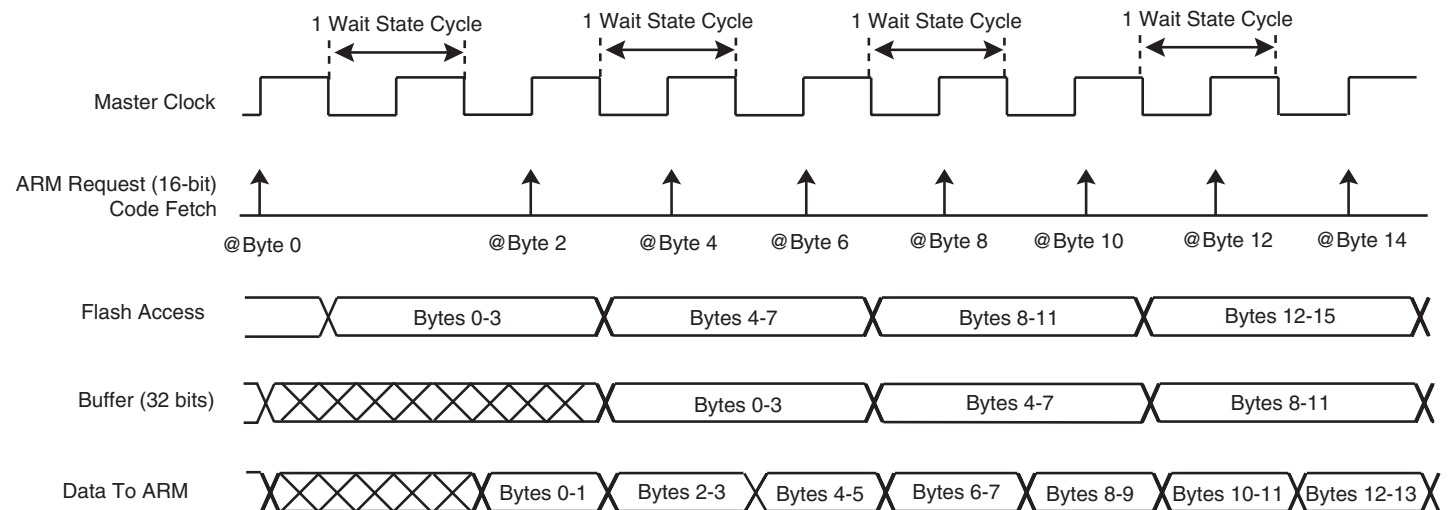 1 Wait State Cycle
1 Wait State Cycle
1 Wait State Cycle
1 Wait State Cycle
Master Clock
ARM Request (16-bit)
Code Fetch
@Byte 0
@Byte 2
@Byte 4
@Byte 6
@Byte 8
@Byte 10
@Byte 12
@Byte 14
Flash Access
Bytes 0-3
Bytes 4-7
Bytes 8-11
Bytes 12-15
Buffer (32 bits)
Bytes 0-3
Bytes 4-7
Bytes 8-11
Data To ARM
Bytes 0-1
Bytes 2-3
Bytes 4-5
Bytes 6-7
Bytes 8-9
Bytes 10-11
Bytes 12-13